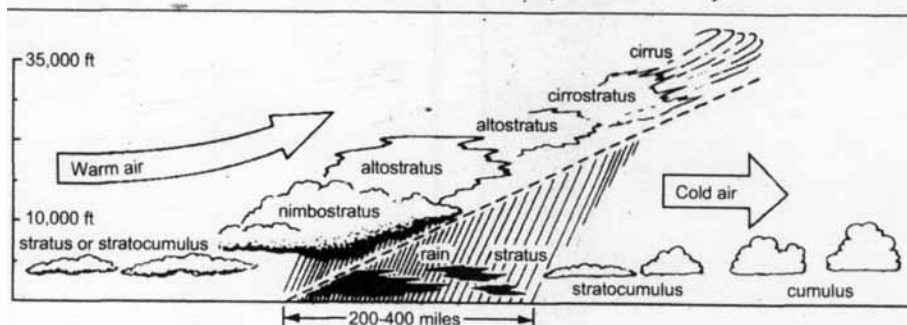 35,000 ft
cirrus
cirrostratus
altostratus
Warm air
altostratus
Cold air
nimbostratus
10,000 ft
stratus or stratocumulus
rain
stratus
stratocumulus
cumulus
200-400 miles